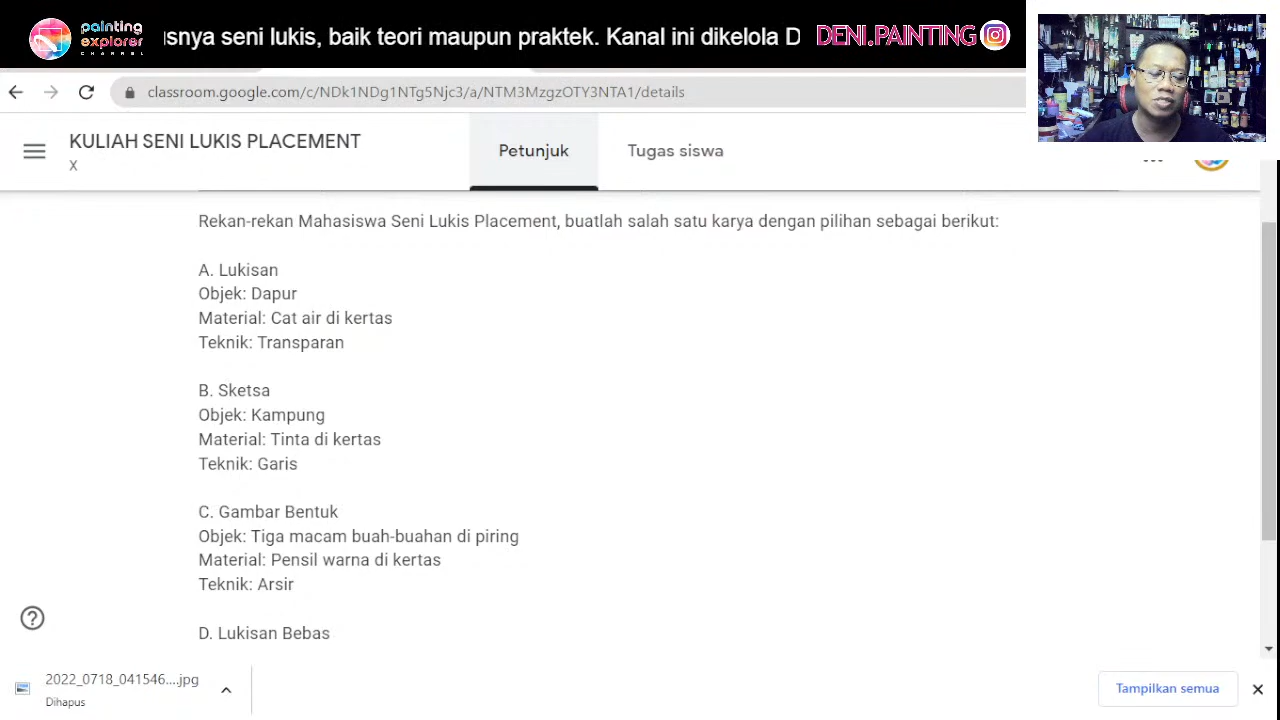 painting
explorer
CHANNEL
snya seni lukis, baik teori maupun praktek. Kanal ini dikelola D
DENI.PAINTING
classroom.google.com/c/NDk1NDg1NTg5Njc3/a/NTM3MzgzOTY3NTA1/details
KULIAH SENI LUKIS PLACEMENT
X
Petunjuk
Tugas siswa
Rekan-rekan Mahasiswa Seni Lukis Placement, buatlah salah satu karya dengan pilihan sebagai berikut:
A. Lukisan
Objek: Dapur
Material: Cat air di kertas
Teknik: Transparan
B. Sketsa
Objek: Kampung
Material: Tinta di kertas
Teknik: Garis
C. Gambar Bentuk
Objek: Tiga macam buah-buahan di piring
Material: Pensil warna di kertas
Teknik: Arsir
D. Lukisan Bebas
2022_0718_041546....jpg
Dihapus
Tampilkan semua